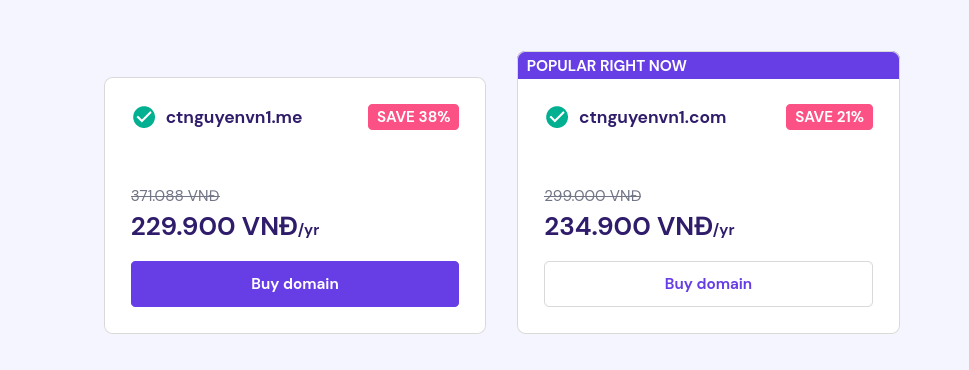 ctnguyenvn1.me
SAVE 38%
371.088 VNĐ
229.900 VNĐ/yr
Buy domain
POPULAR RIGHT NOW
ctnguyenvn1.com
SAVE 21%
299.000 VNĐ
234.900 VNĐ/yr
Buy domain